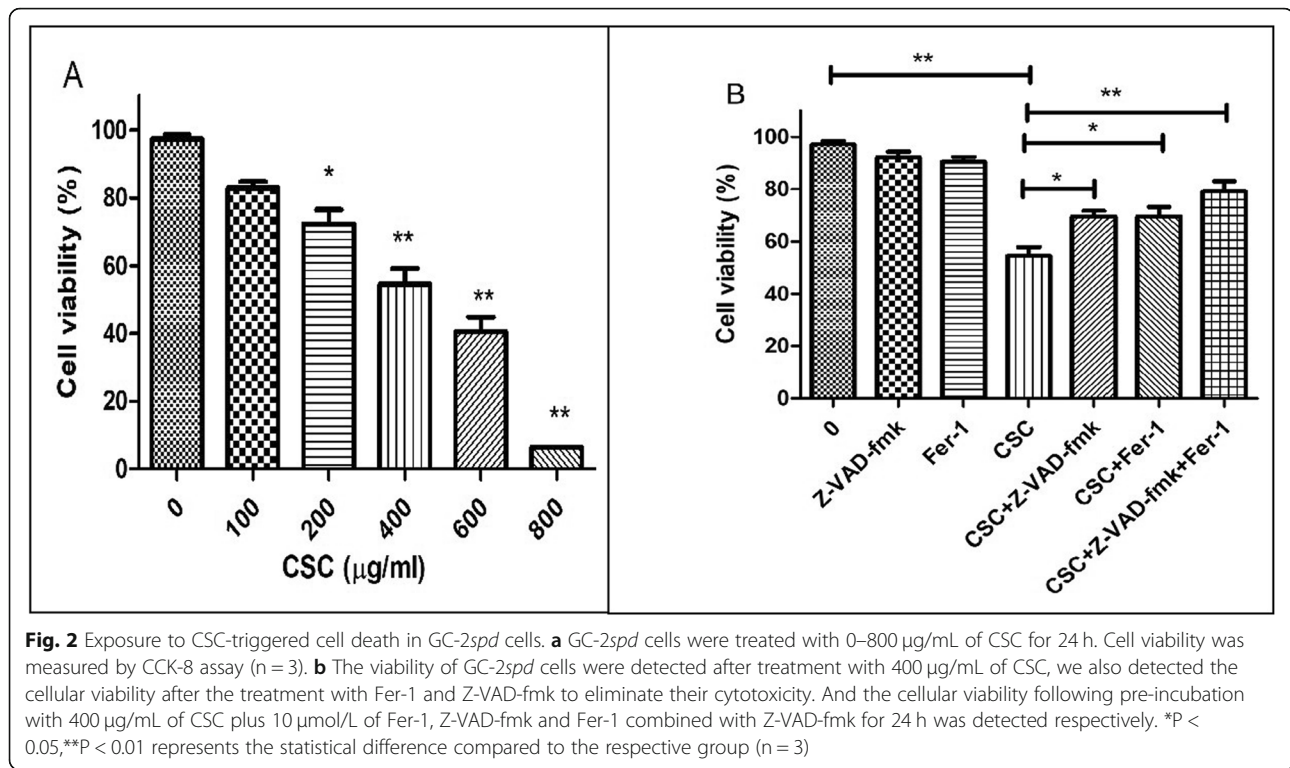 A
Cell viability (%)
100
80
60
40
20
0
*
**
**
**
0
100
200
400
600
800
CSC (μg/ml)
B
Cell viability (%)
100
80
60
40
20
0
**
**
*
*
0
Z-VAD-fmk
Fer-1
CSC
CSC+Z-VAD-fmk
CSC+Fer-1
CSC+Z-VAD-fmk+Fer-1
Fig. 2 Exposure to CSC-triggered cell death in GC-2spd cells. a GC-2spd cells were treated with 0–800 μg/mL of CSC for 24 h. Cell viability was
measured by CCK-8 assay (n = 3). b The viability of GC-2spd cells were detected after treatment with 400 μg/mL of CSC, we also detected the
cellular viability after the treatment with Fer-1 and Z-VAD-fmk to eliminate their cytotoxicity. And the cellular viability following pre-incubation
with 400 μg/mL of CSC plus 10 μmol/L of Fer-1, Z-VAD-fmk and Fer-1 combined with Z-VAD-fmk for 24 h was detected respectively. *P <
0.05,**P < 0.01 represents the statistical difference compared to the respective group (n = 3)